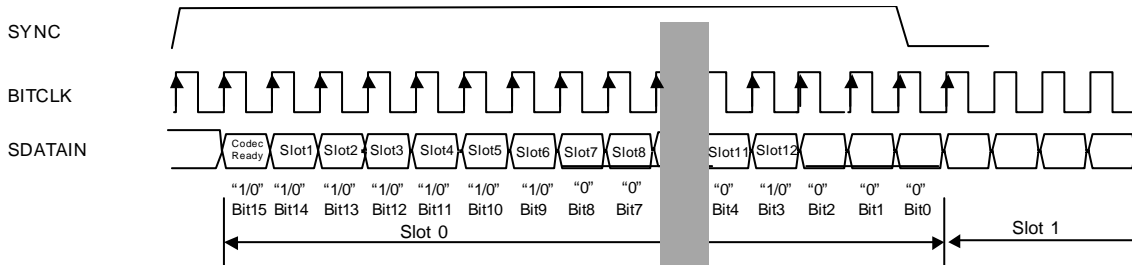 SYNC
BITCLK
SDATAIN
Codec Ready Slot1 Slot2 Slot3 Slot4 Slot5 Slot6 Slot7 Slot8 Slot11 Slot12
“1/0” “1/0” “1/0” “1/0” “1/0” “1/0” “1/0” “0” “0” “0” “1/0” “0” “0” “0”
Bit15 Bit14 Bit13 Bit12 Bit11 Bit10 Bit9 Bit8 Bit7 Bit4 Bit3 Bit2 Bit1 Bit0
Slot 0 Slot 1